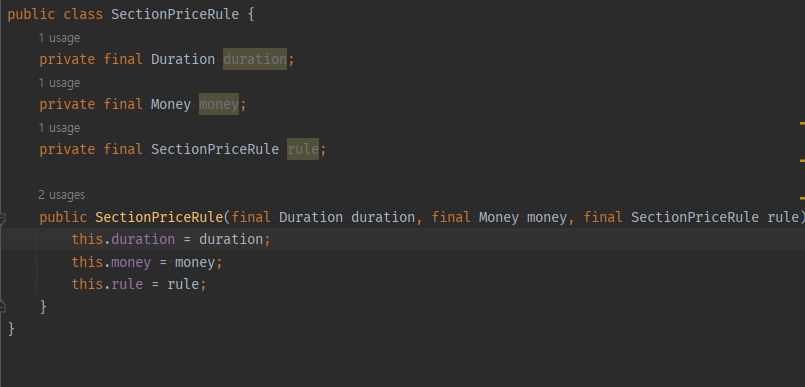 public class SectionPriceRule {
1 usage
private final Duration duration;
1 usage
private final Money money;
1 usage
private final SectionPriceRule rule;
2 usages
public SectionPriceRule(final Duration duration, final Money money, final SectionPriceRule rule)
this.duration = duration;
this.money = money;
this.rule = rule;
}
}